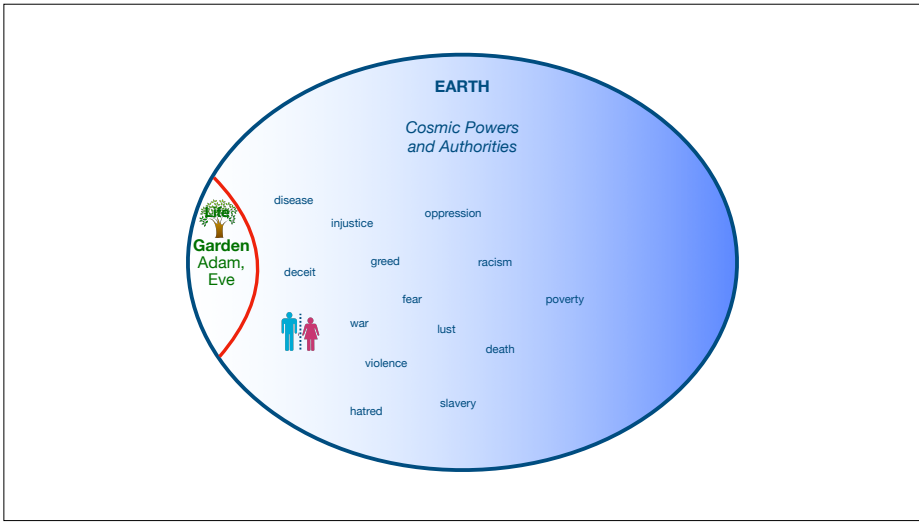 EARTH
Cosmic Powers
and Authorities
disease
injustice
oppression
Life
Garden
Adam,
Eve
deceit
greed
racism
fear
poverty
war
lust
violence
death
hatred
slavery